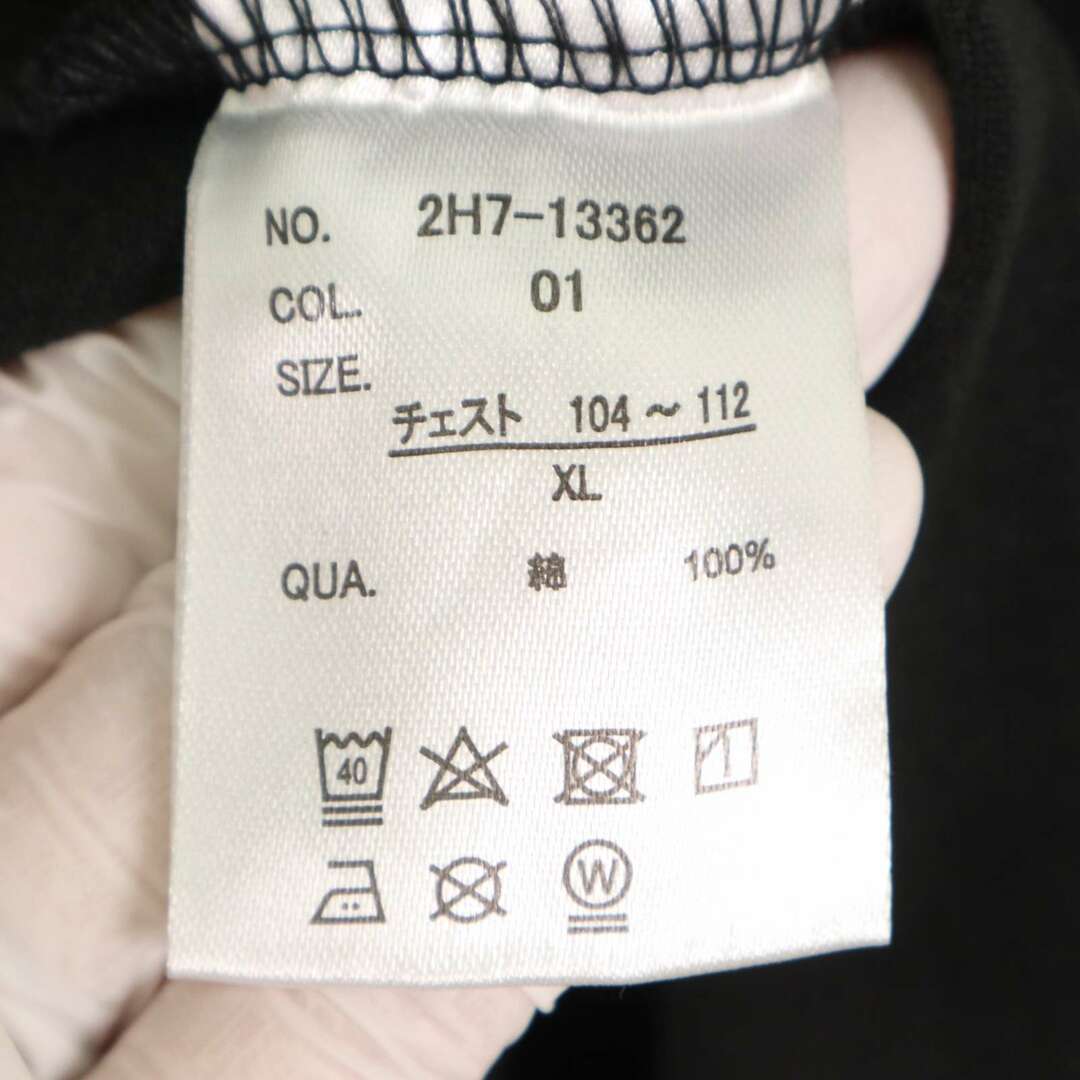 NO. 2H7-13362
COL. 01
SIZE.
チェスト 104 ~ 112
XL
QUA. 綿 100%
40
W